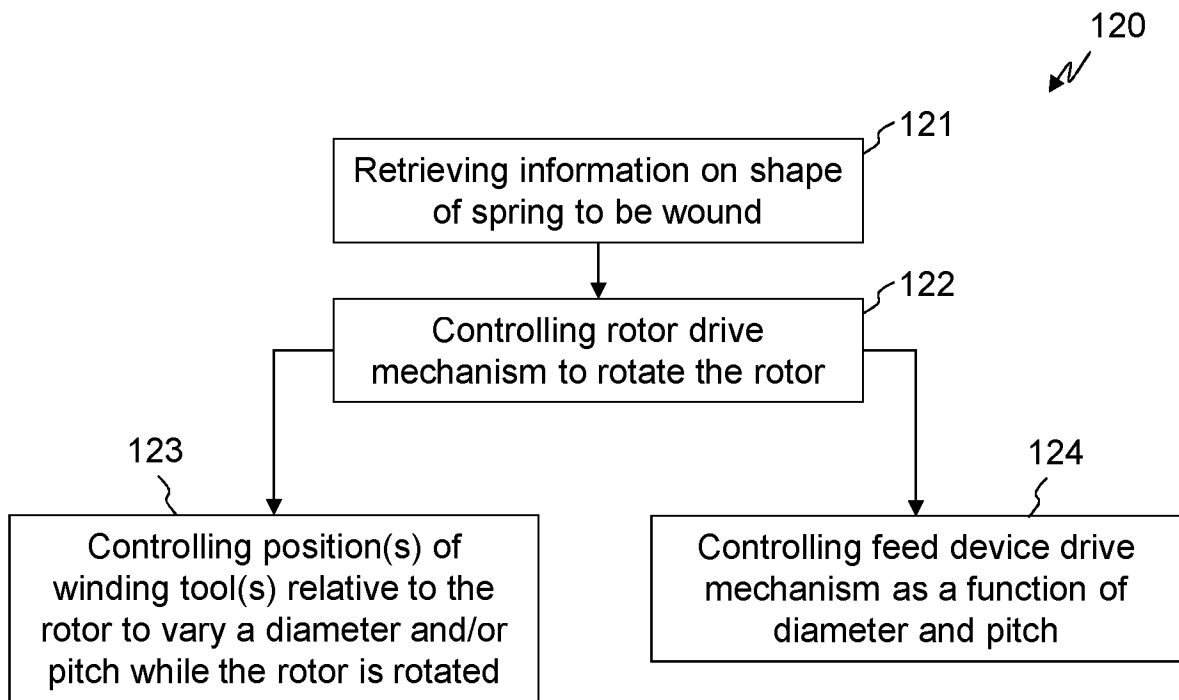 120
121
Retrieving information on shape
of spring to be wound
122
Controlling rotor drive
mechanism to rotate the rotor
123
Controlling position(s) of
winding tool(s) relative to the
rotor to vary a diameter and/or
pitch while the rotor is rotated
124
Controlling feed device drive
mechanism as a function of
diameter and pitch